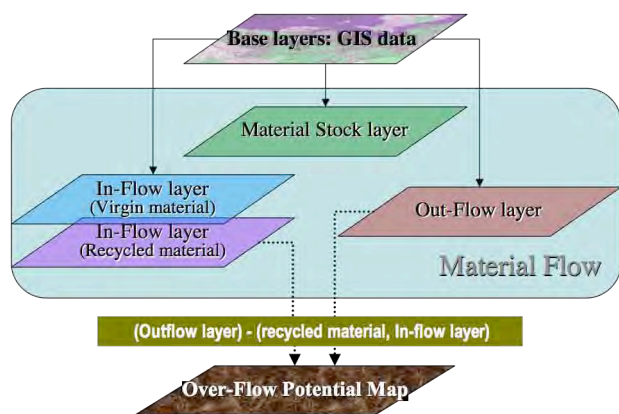 Base layers: GIS data
Material Stock layer
In-Flow layer
(Virgin material)
Out-Flow layer
In-Flow layer
(Recycled material)
Material Flow
(Outflow layer) - (recycled material, In-flow layer)
Over-Flow Potential Map